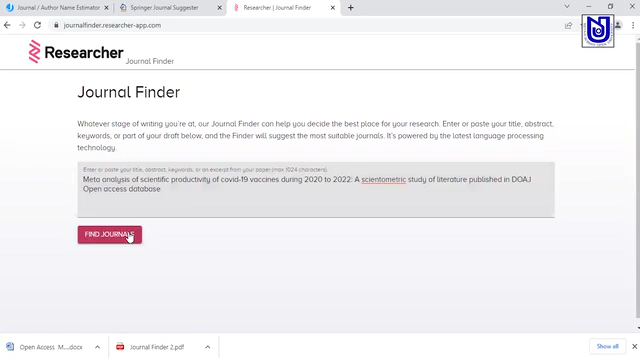 Journal / Author Name Estimator
Springer Journal Suggester
Researcher | Journal Finder
journalfinder.researcher-app.com
Researcher
Journal Finder
Journal Finder
Whatever stage of writing you're at, our Journal Finder can help you decide the best place for your research. Enter or paste your title, abstract,
keywords, or part of your draft below, and the Finder will suggest the most suitable journals. It's powered by the latest language processing
technology.
Enter or paste your title, abstract, keywords, or an excerpt from your paper (max 1024 characters).
Meta analysis of scientific productivity of covid-19 vaccines during 2020 to 2022: A scientometric study of literature published in DOAJ
Open access database
FIND JOURNALS
Open Access M....docx
Journal Finder 2.pdf
Show all